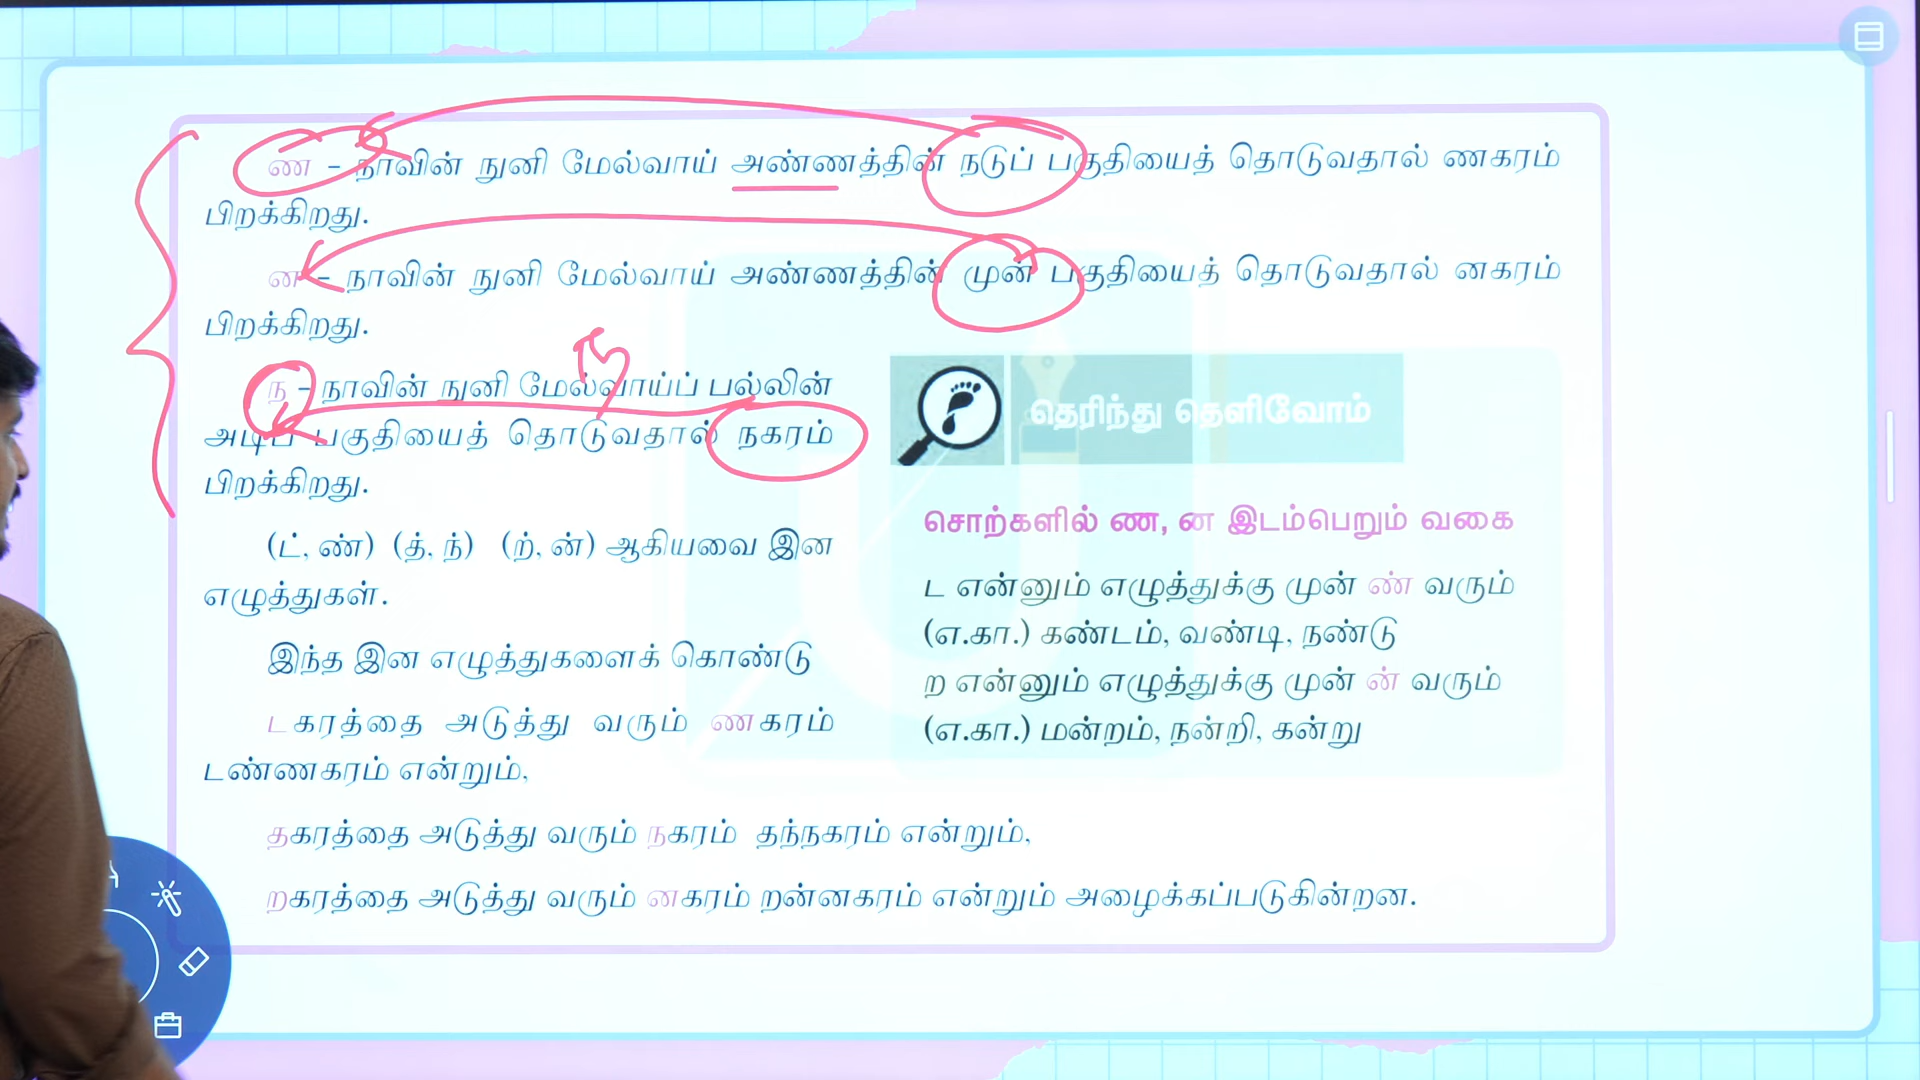 ண - நாவின் நுனி மேல்வாய் அண்ணத்தின் நடுப் பகுதியைத் தொடுவதால் ணகரம்
பிறக்கிறது.
ன - நாவின் நுனி மேல்வாய் அண்ணத்தின் முன் பகுதியைத் தொடுவதால் னகரம்
பிறக்கிறது.
ந - நாவின் நுனி மேல்வாய்ப் பல்லின்
அடிப் பகுதியைத் தொடுவதால் நகரம்
பிறக்கிறது.
(ட், ண்) (த், ந்) (ற், ன்) ஆகியவை இன
எழுத்துகள்.
இந்த இன எழுத்துகளைக் கொண்டு
டகரத்தை அடுத்து வரும் ணகரம்
டண்ணகரம் என்றும்,
தகரத்தை அடுத்து வரும் நகரம் தந்நகரம் என்றும்,
றகரத்தை அடுத்து வரும் னகரம் றன்னகரம் என்றும் அழைக்கப்படுகின்றன.
தெரிந்து தெளிவோம்
சொற்களில் ண, ன இடம்பெறும் வகை
ட என்னும் எழுத்துக்கு முன் ண் வரும்
(எ.கா.) கண்டம், வண்டி, நண்டு
ற என்னும் எழுத்துக்கு முன் ன் வரும்
(எ.கா.) மன்றம், நன்றி, கன்று